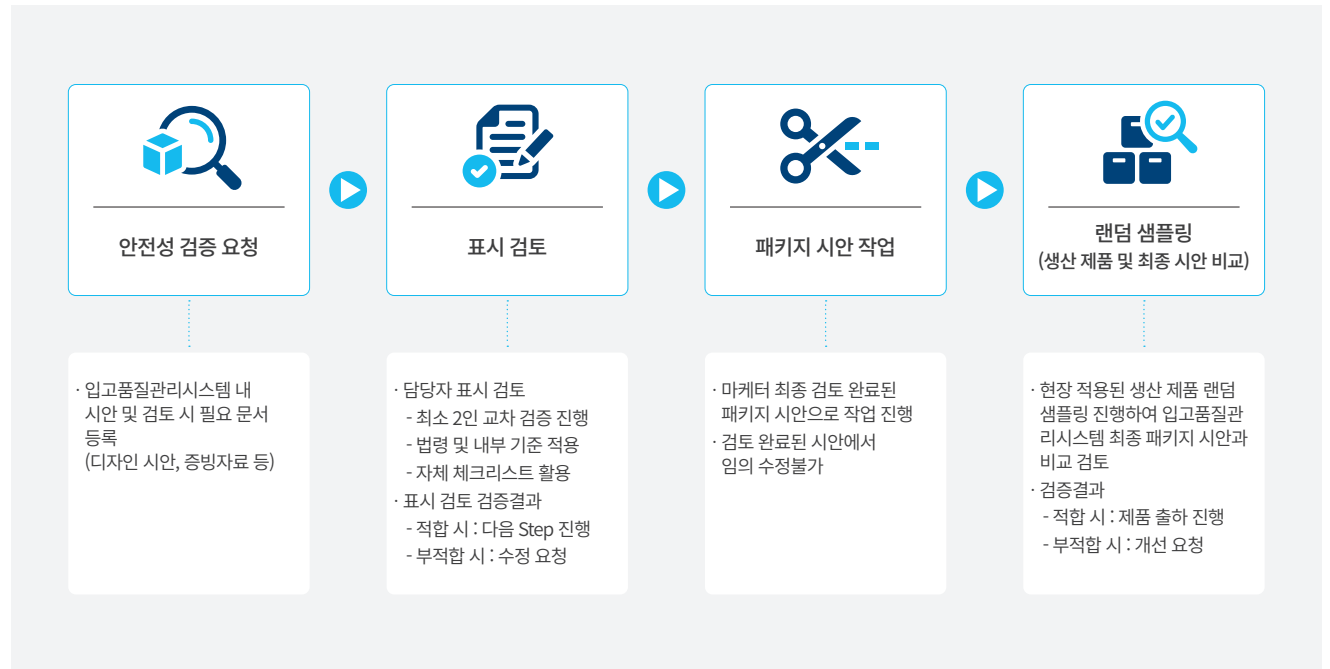 안전성 검증 요청
표시 검토
패키지 시안 작업
랜덤 샘플링
(생산 제품 및 최종 시안 비교)
· 입고품질관리시스템 내
시안 및 검토 시 필요 문서
등록
(디자인 시안, 증빙자료 등)
· 담당자 표시 검토
- 최소 2인 교차 검증 진행
- 법령 및 내부 기준 적용
- 자체 체크리스트 활용
· 표시 검토 검증결과
- 적합 시 : 다음 Step 진행
- 부적합 시 : 수정 요청
· 마케터 최종 검토 완료된
패키지 시안으로 작업 진행
· 검토 완료된 시안에서
임의 수정불가
· 현장 적용된 생산 제품 랜덤
샘플링 진행하여 입고품질관
리시스템 최종 패키지 시안과
비교 검토
· 검증결과
- 적합 시 : 제품 출하 진행
- 부적합 시 : 개선 요청